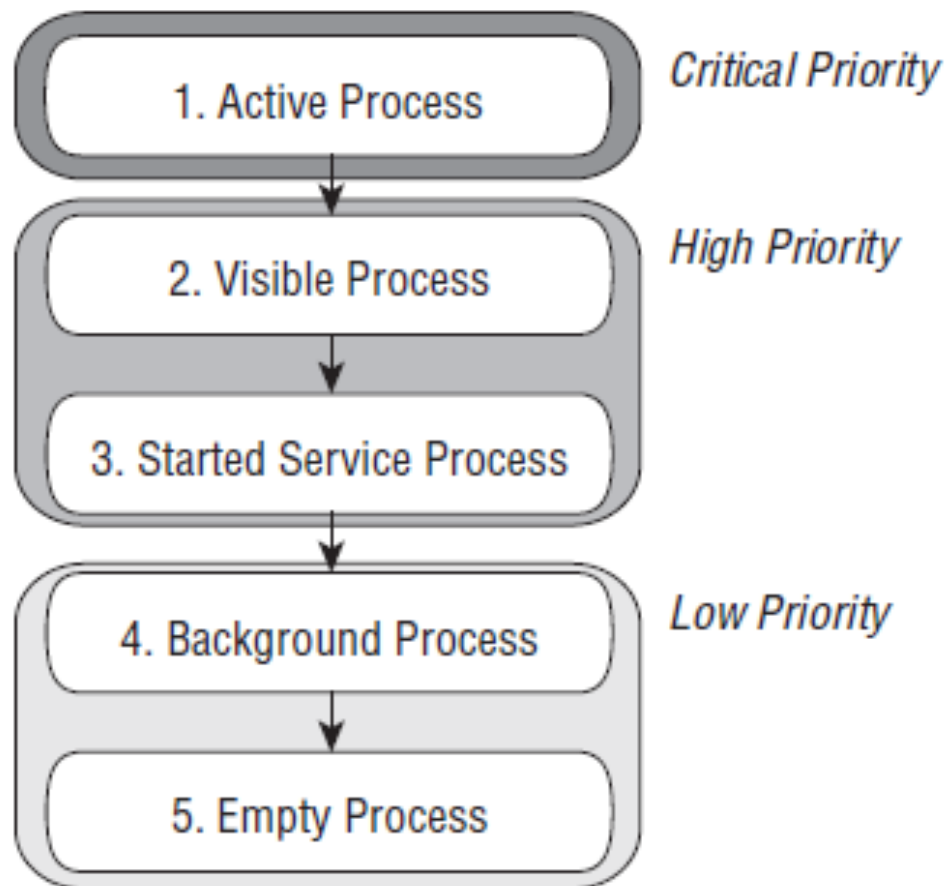 1. Active Process
Critical Priority
2. Visible Process
High Priority
3. Started Service Process
4. Background Process
Low Priority
5. Empty Process